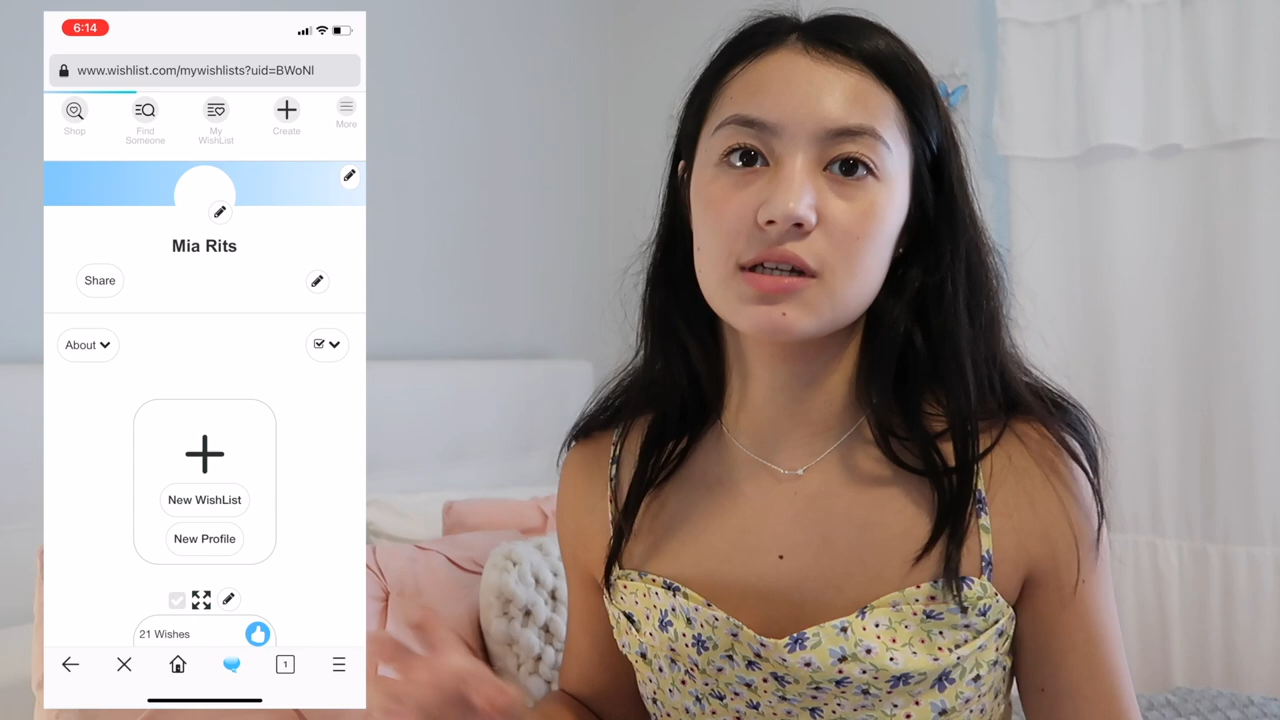 6:14
www.wishlist.com/mywishlists?uid=BWoNl
Shop
Find
Someone
My
WishList
Create
More
Mia Rits
Share
About
New WishList
New Profile
21 Wishes
1